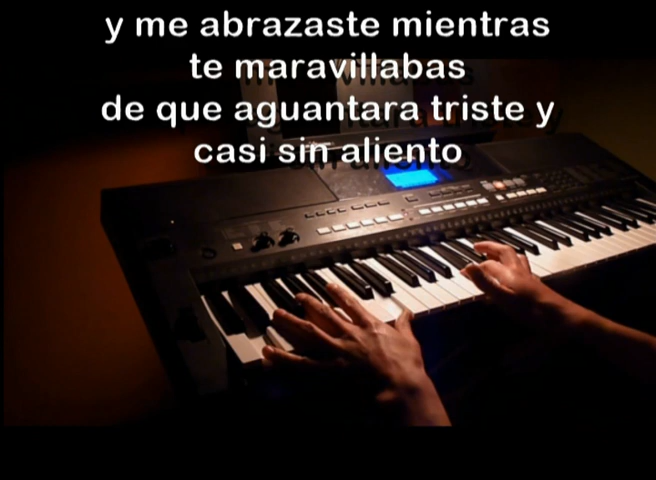 y me abrazaste mientras
te maravillabas
de que aguantara triste y
casi sin aliento